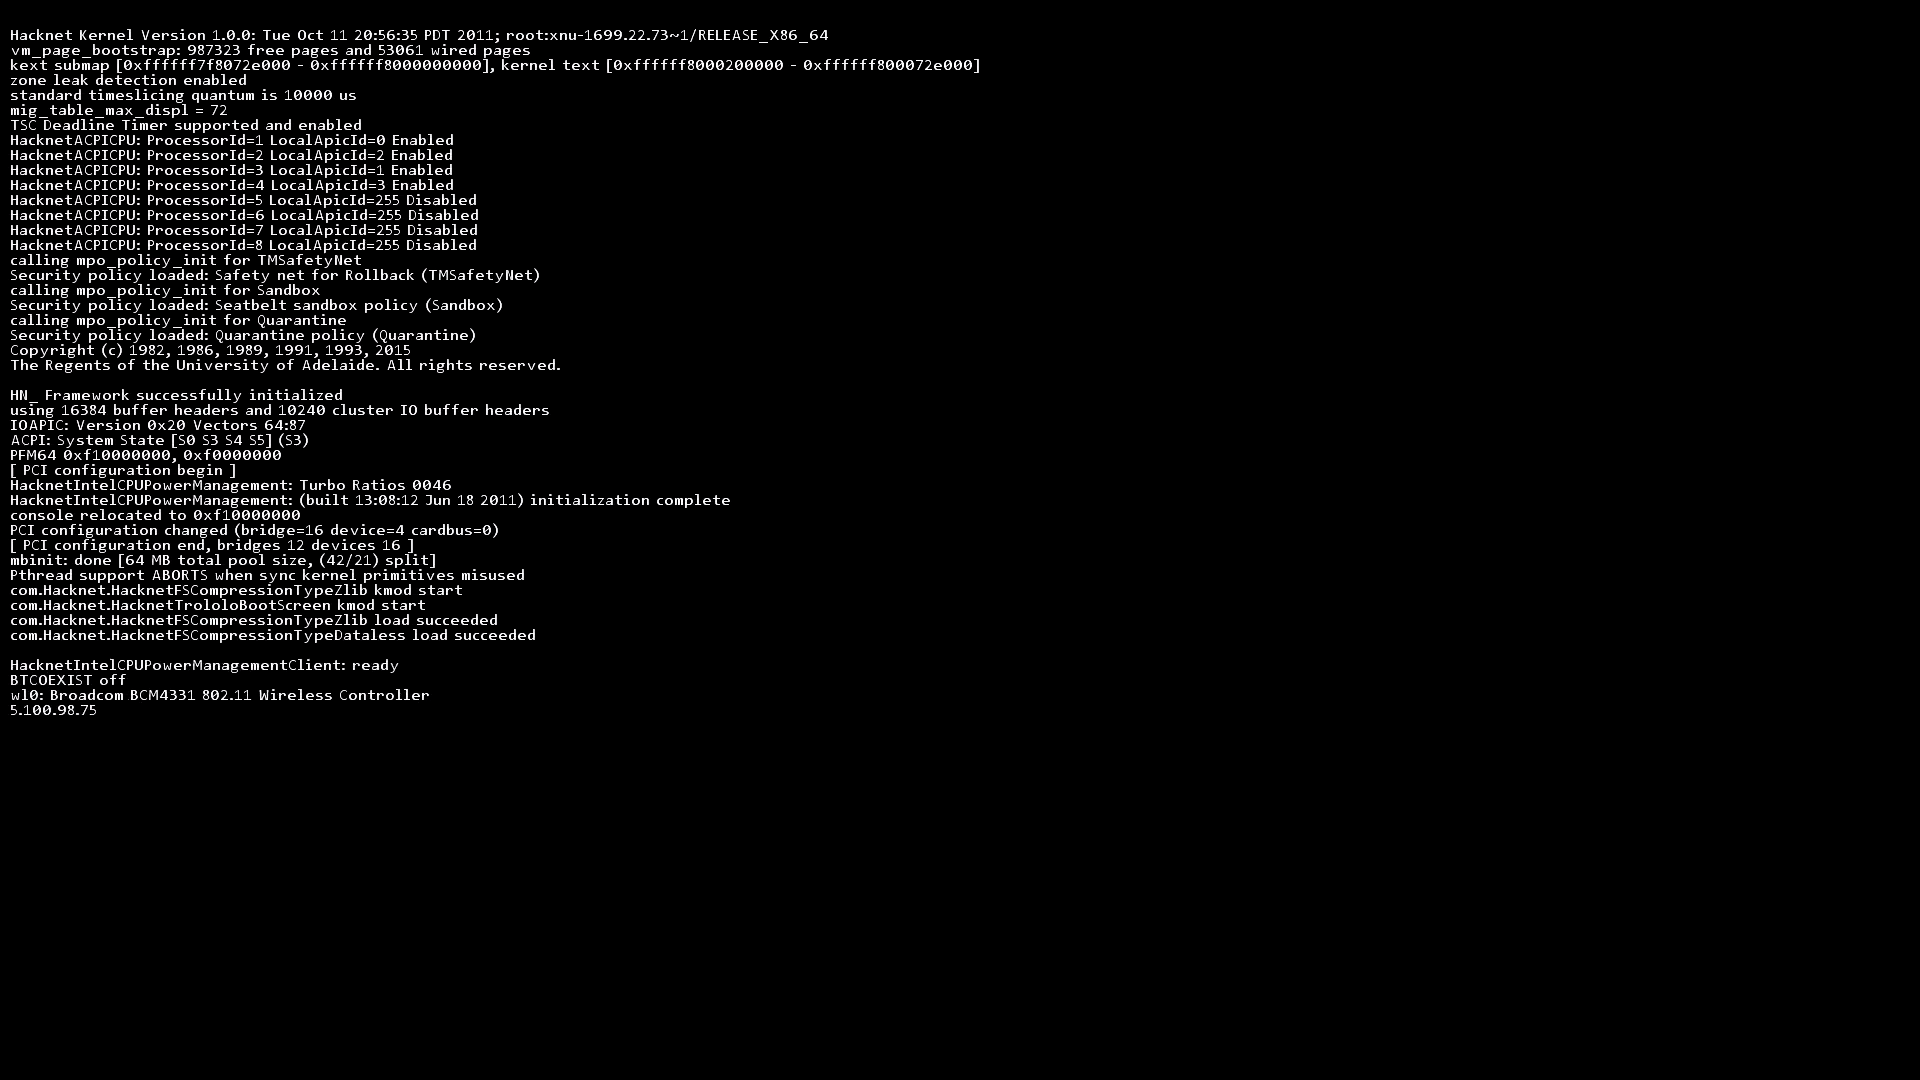 Hacknet Kernel Version 1.0.0: Tue Oct 11 20:56:35 PDT 2011; root:xnu-1699.22.73~1/RELEASE_X86_64
vm_page_bootstrap: 987323 free pages and 53061 wired pages
kext submap [0xffffff7f8072e000 - 0xffffff8000000000], kernel text [0xffffff8000200000 - 0xffffff800072e000]
zone leak detection enabled
standard timeslicing quantum is 10000 us
mig_table_max_displ = 72
TSC Deadline Timer supported and enabled
HacknetACPICPU: ProcessorId=1 LocalApicId=0 Enabled
HacknetACPICPU: ProcessorId=2 LocalApicId=2 Enabled
HacknetACPICPU: ProcessorId=3 LocalApicId=1 Enabled
HacknetACPICPU: ProcessorId=4 LocalApicId=3 Enabled
HacknetACPICPU: ProcessorId=5 LocalApicId=255 Disabled
HacknetACPICPU: ProcessorId=6 LocalApicId=255 Disabled
HacknetACPICPU: ProcessorId=7 LocalApicId=255 Disabled
HacknetACPICPU: ProcessorId=8 LocalApicId=255 Disabled
calling mpo_policy_init for TMSafetyNet
Security policy loaded: Safety net for Rollback (TMSafetyNet)
calling mpo_policy_init for Sandbox
Security policy loaded: Seatbelt sandbox policy (Sandbox)
calling mpo_policy_init for Quarantine
Security policy loaded: Quarantine policy (Quarantine)
Copyright (c) 1982, 1986, 1989, 1991, 1993, 2015
The Regents of the University of Adelaide. All rights reserved.
HN_ Framework successfully initialized
using 16384 buffer headers and 10240 cluster IO buffer headers
IOAPIC: Version 0x20 Vectors 64:87
ACPI: System State [S0 S3 S4 S5] (S3)
PFM64 0xf10000000, 0xf0000000
[ PCI configuration begin ]
HacknetIntelCPUPowerManagement: Turbo Ratios 0046
HacknetIntelCPUPowerManagement: (built 13:08:12 Jun 18 2011) initialization complete
console relocated to 0xf10000000
PCI configuration changed (bridge=16 device=4 cardbus=0)
[ PCI configuration end, bridges 12 devices 16 ]
mbinit: done [64 MB total pool size, (42/21) split]
Pthread support ABORTS when sync kernel primitives misused
com.Hacknet.HacknetFSCompressionTypeZlib kmod start
com.Hacknet.HacknetTrololoBootScreen kmod start
com.Hacknet.HacknetFSCompressionTypeZlib load succeeded
com.Hacknet.HacknetFSCompressionTypeDataless load succeeded
HacknetIntelCPUPowerManagementClient: ready
BTCOEXIST off
wl0: Broadcom BCM4331 802.11 Wireless Controller
5.100.98.75